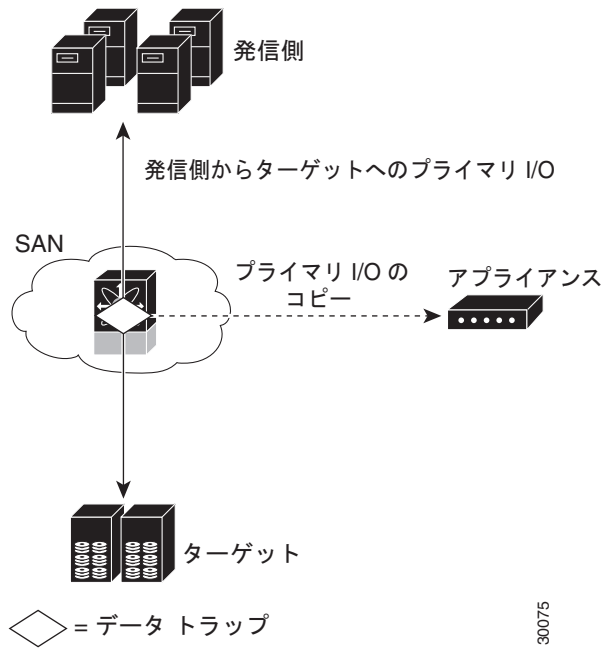 発信側
発信側からターゲットへのプライマリ I/O
SAN
プライマリ I/O の
コピー
アプライアンス
ターゲット
= データ トラップ
30075